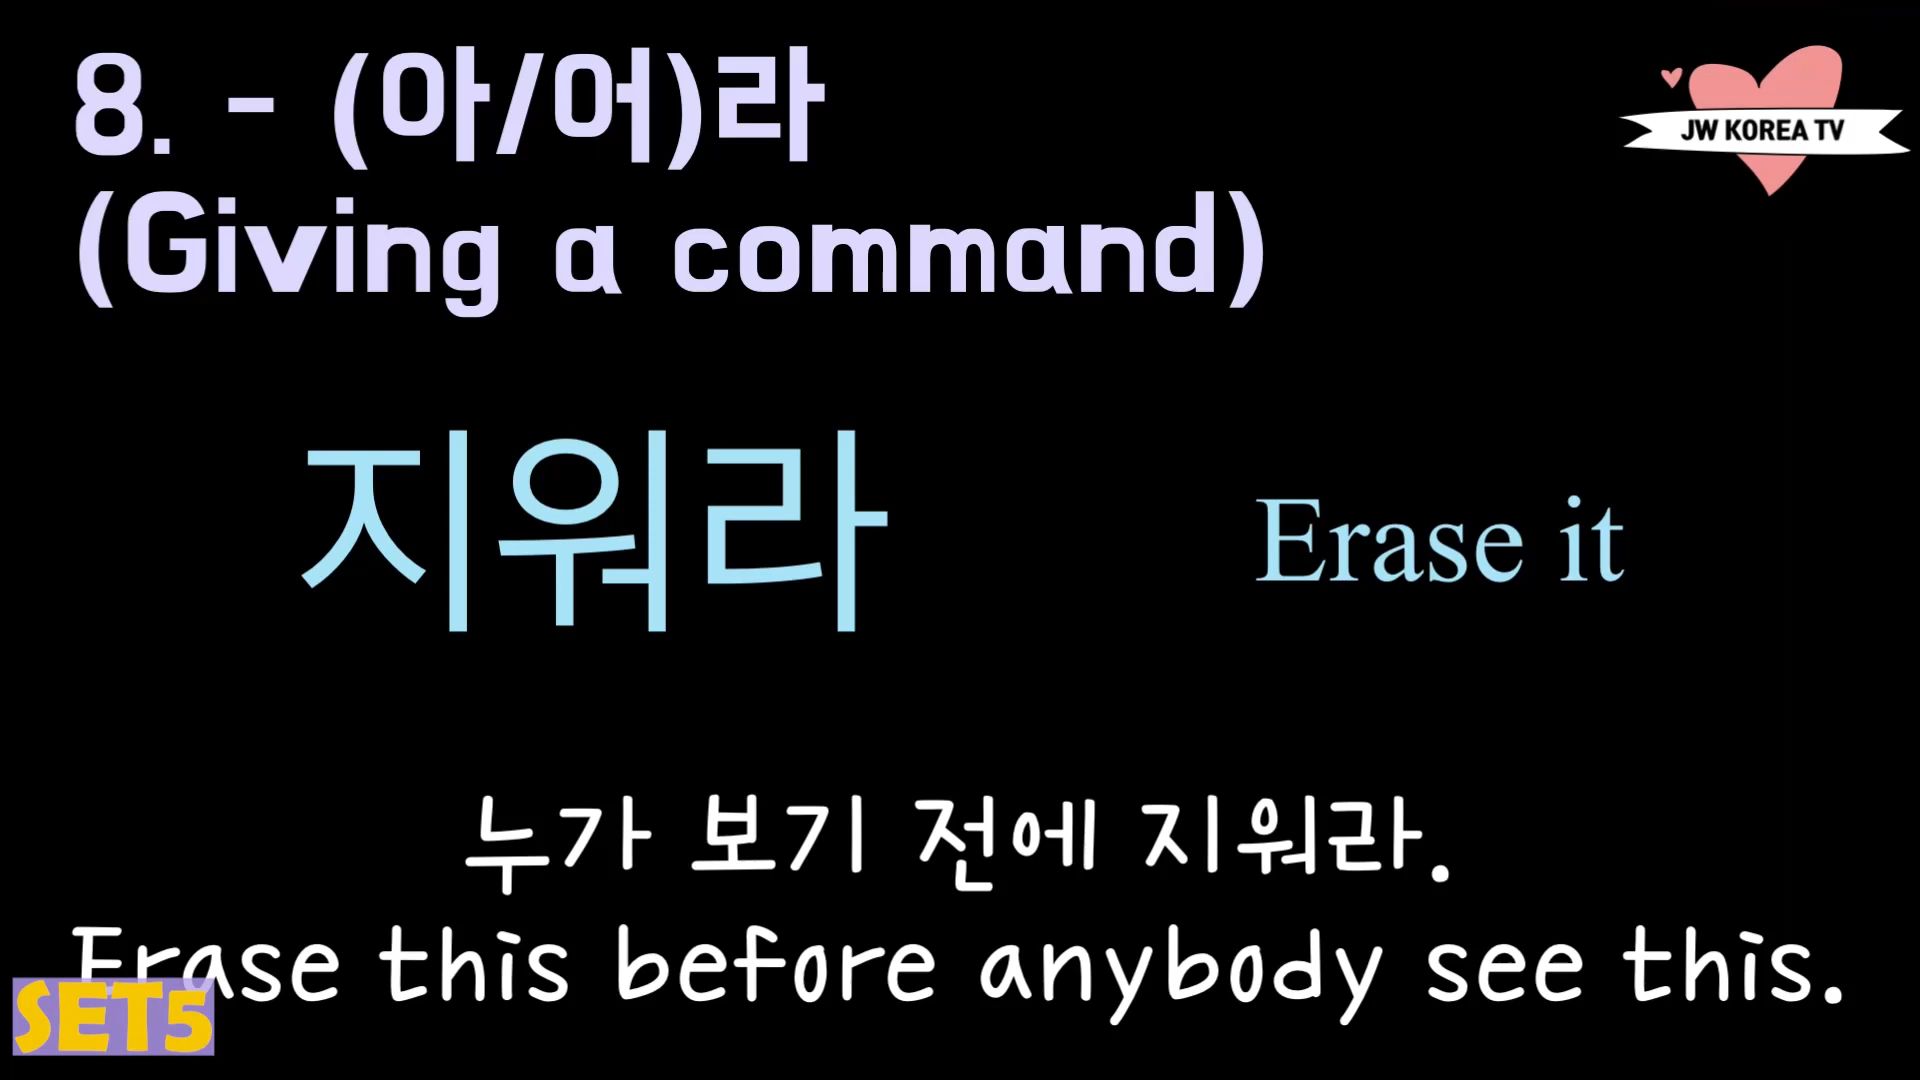 8. - (아/어)라
JW KOREA TV
(Giving a command)
지워라
Erase it
누가 보기 전에 지워라.
Erase this before anybody see this.
SET5